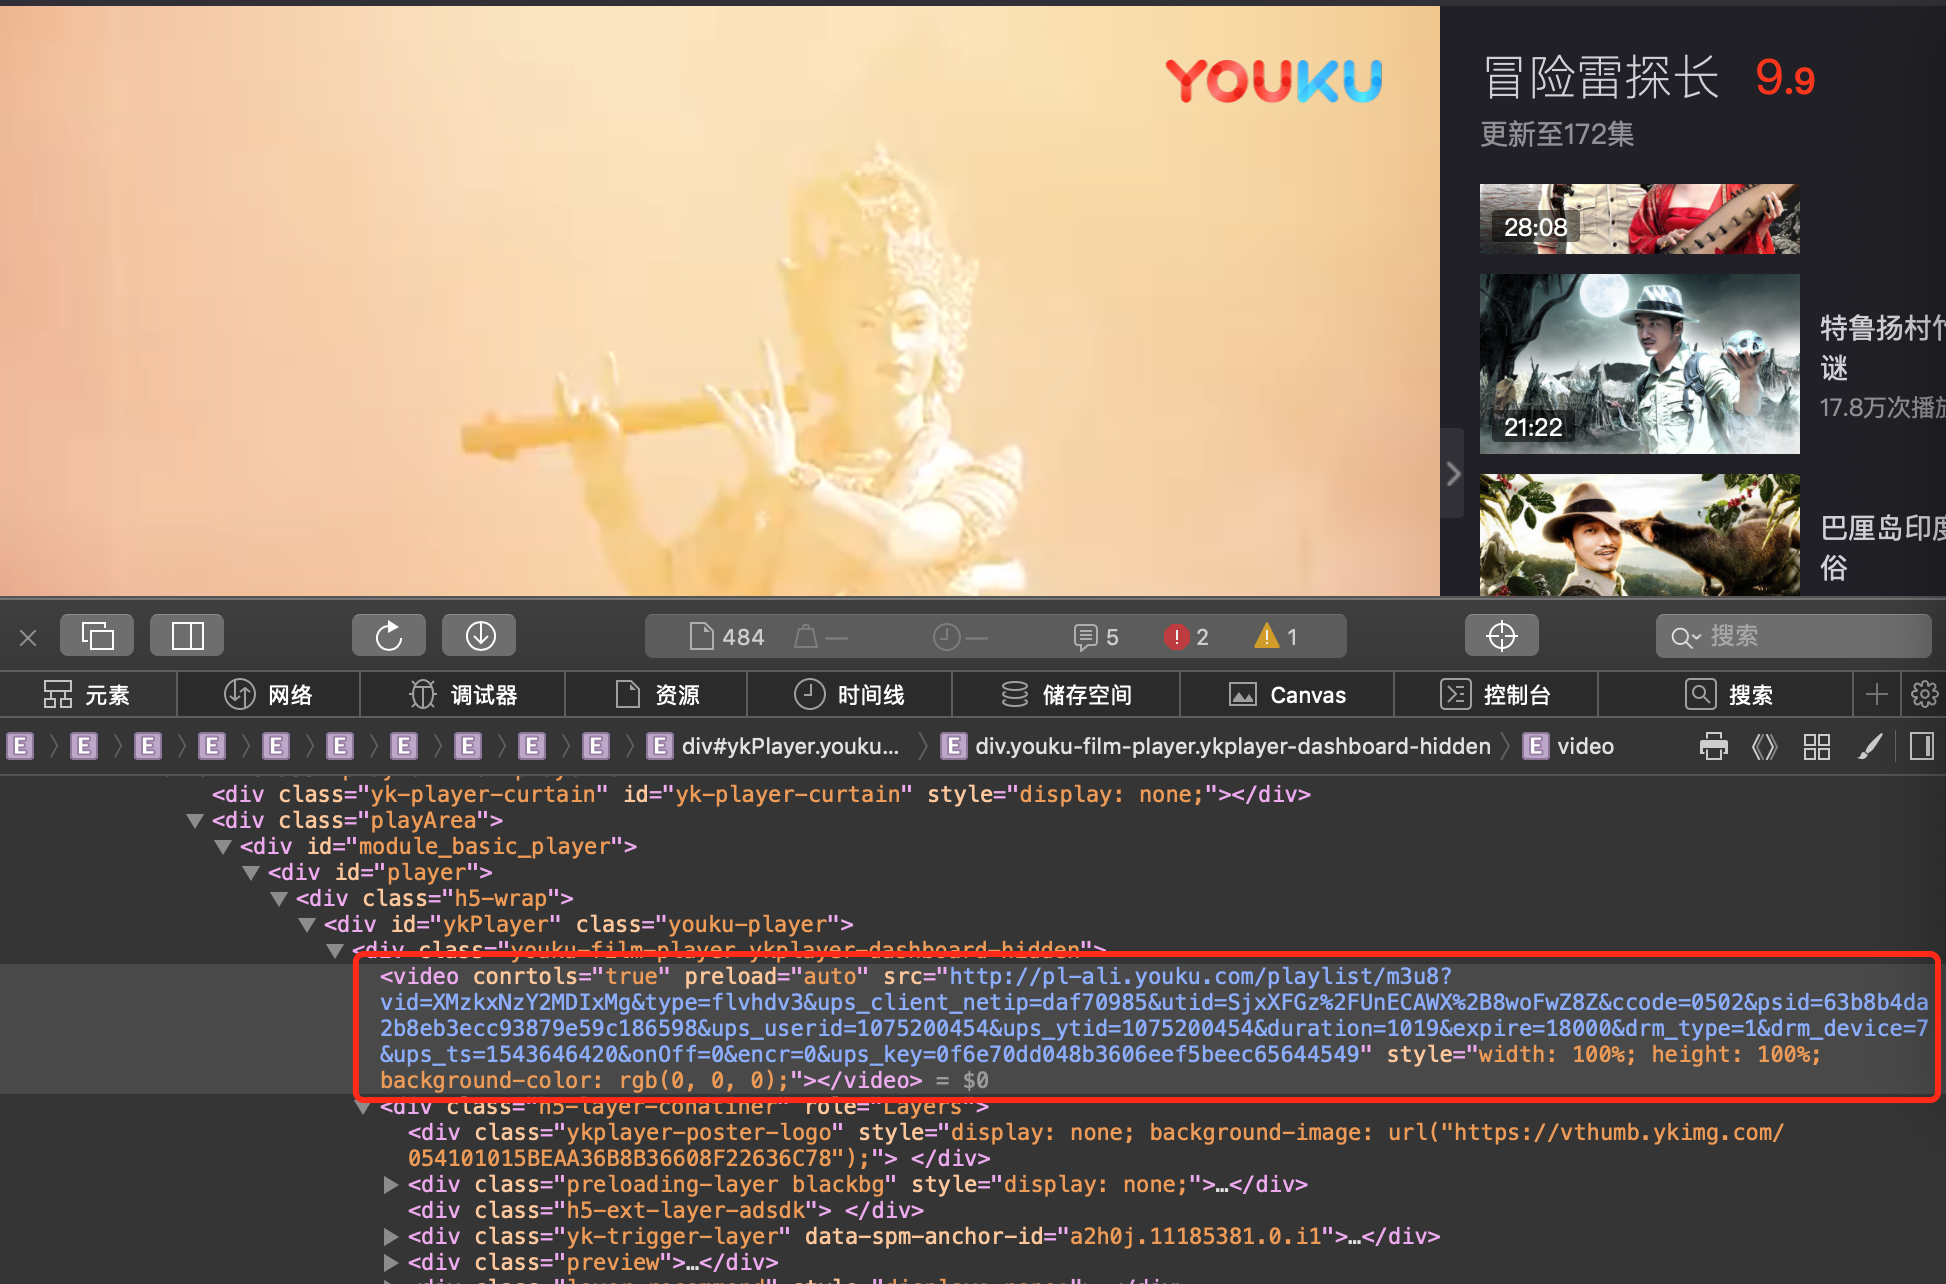 YOUKU
冒险雷探长 9.9
更新至172集
28:08
21:22
特鲁扬村
谜
17.8万次播
巴厘岛印
俗
484
—
—
5
2
1
搜索
元素
网络
调试器
资源
时间线
储存空间
Canvas
控制台
搜索
E E E E E E E E E E E div#ykPlayer.youku... E div.youku-film-player.ykplayer-dashboard-hidden E video
<div class="yk-player-curtain" id="yk-player-curtain" style="display: none;"></div>
<div class="playArea">
<div id="module_basic_player">
<div id="player">
<div class="h5-wrap">
<div id="ykPlayer" class="youku-player">
<div class="youku-film-player ykplayer-dashboard-hidden">
<video conrtols="true" preload="auto" src="http://pl-ali.youku.com/playlist/m3u8?
vid=XMzkxNzY2MDIxMg&type=flvhdv3&ups_client_netip=daf70985&utid=SjxXFGz%2FUnECAWX%2B8woFwZ8Z&ccode=0502&psid=63b8b4da
2b8eb3ecc93879e59c186598&ups_userid=1075200454&ups_ytid=1075200454&duration=1019&expire=18000&drm_type=1&drm_device=7
&ups_ts=1543646420&onOff=0&encr=0&ups_key=0f6e70dd048b3606eef5beec65644549" style="width: 100%; height: 100%;
background-color: rgb(0, 0, 0);"></video> = $0
<div class="h5-layer-conatiner" role="Layers">
<div class="ykplayer-poster-logo" style="display: none; background-image: url("https://vthumb.ykimg.com/
054101015BEAA36B8B36608F22636C78");"> </div>
<div class="preloading-layer blackbg" style="display: none;">…</div>
<div class="h5-ext-layer-adsdk"> </div>
<div class="yk-trigger-layer" data-spm-anchor-id="a2h0j.11185381.0.i1">…</div>
<div class="preview">…</div>